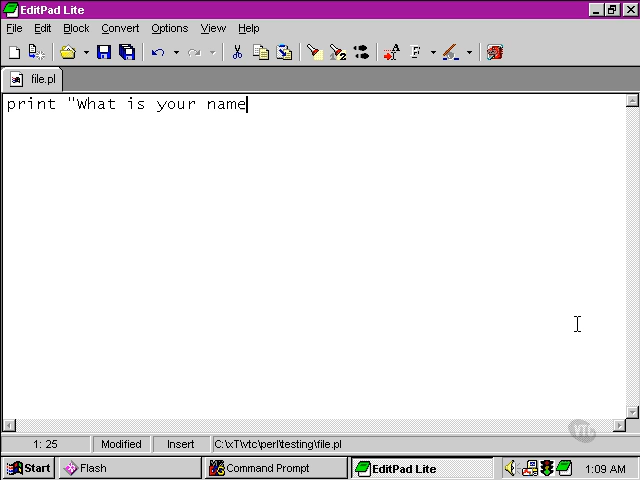 EditPad Lite
File Edit Block Convert Options View Help
file.pl
print "What is your name
1: 25 Modified Insert C:\xT\vtc\perl\testing\file.pl
Start Flash Command Prompt EditPad Lite 1:09 AM